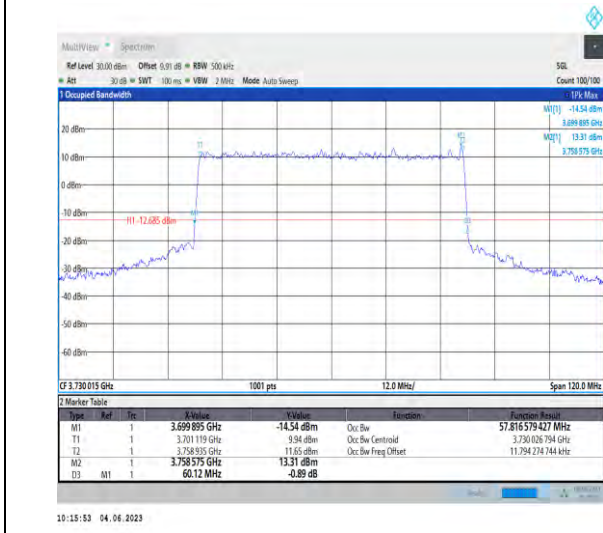 MultiView Spectrum
Ref Level 30.00 dBm Offset 9.91 dB RBW 500 kHz SGL
Att 30 dB SWT 100 ms VBW 2 MHz Mode Auto Sweep Count 100/100
1 Occupied Bandwidth 1Pk Max
M1[1] -14.54 dBm
3.699 895 GHz
M2[1] 13.31 dBm
3.758 575 GHz
20 dBm
10 dBm
0 dBm
-10 dBm
H1 -12.685 dBm
-20 dBm
-30 dBm
-40 dBm
-50 dBm
-60 dBm
CF 3.730 015 GHz 1001 pts 12.0 MHz/ Span 120.0 MHz
2 Marker Table
Type Ref Trc X-Value Y-Value Function Function Result
M1 1 3.699 895 GHz -14.54 dBm Occ Bw 57.816 579 427 MHz
T1 1 3.701 119 GHz 9.94 dBm Occ Bw Centroid 3.730 026 794 GHz
T2 1 3.758 935 GHz 11.65 dBm Occ Bw Freq Offset 11.794 274 744 kHz
M2 1 3.758 575 GHz 13.31 dBm
D3 M1 1 60.12 MHz -0.89 dB
10:15:53 04.06.2023